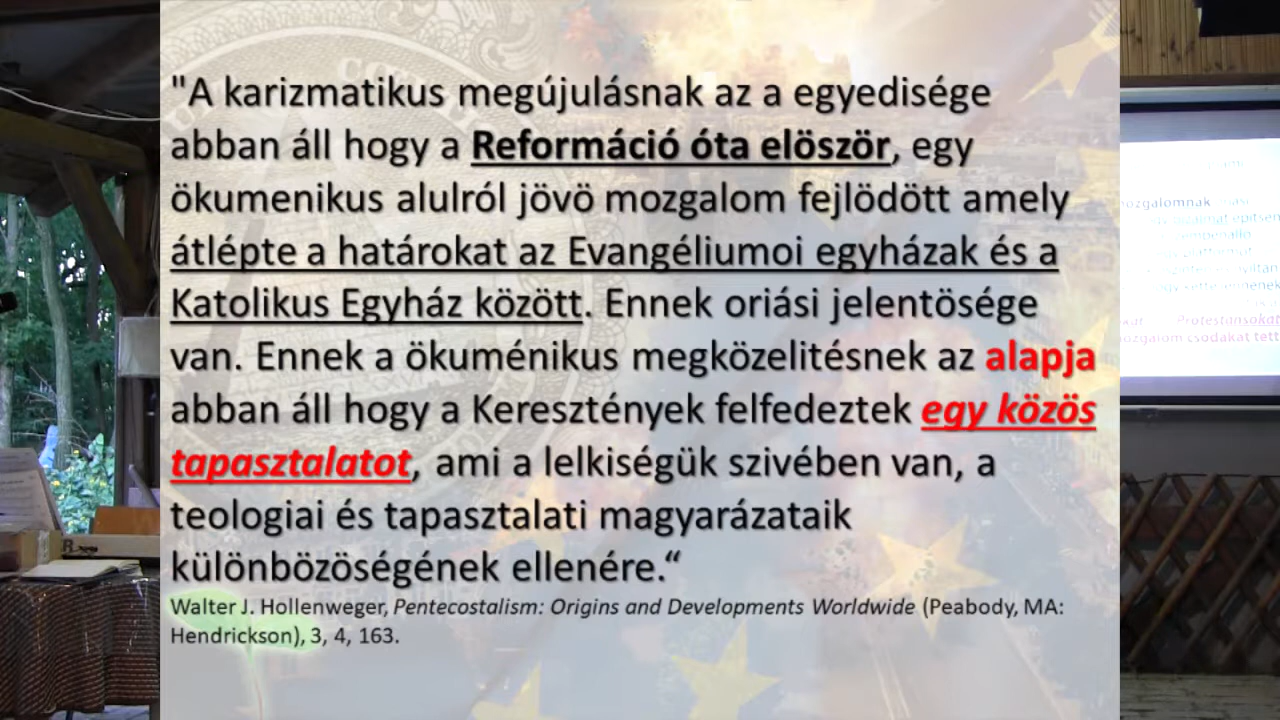 "A karizmatikus megújulásnak az a egyedisége
abban áll hogy a Reformáció óta elöször, egy
ökumenikus alulról jövö mozgalom fejlödött amely
átlépte a határokat az Evangéliumoi egyházak és a
Katolikus Egyház között. Ennek oriási jelentösége
van. Ennek a ökuménikus megközelitésnek az alapja
abban áll hogy a Keresztények felfedeztek egy közös
tapasztalatot, ami a lelkiségük szivében van, a
teologiai és tapasztalati magyarázataik
különbözöségének ellenére.“
Walter J. Hollenweger, Pentecostalism: Origins and Developments Worldwide (Peabody, MA:
Hendrickson), 3, 4, 163.
Protestánsokat
csodákat tett